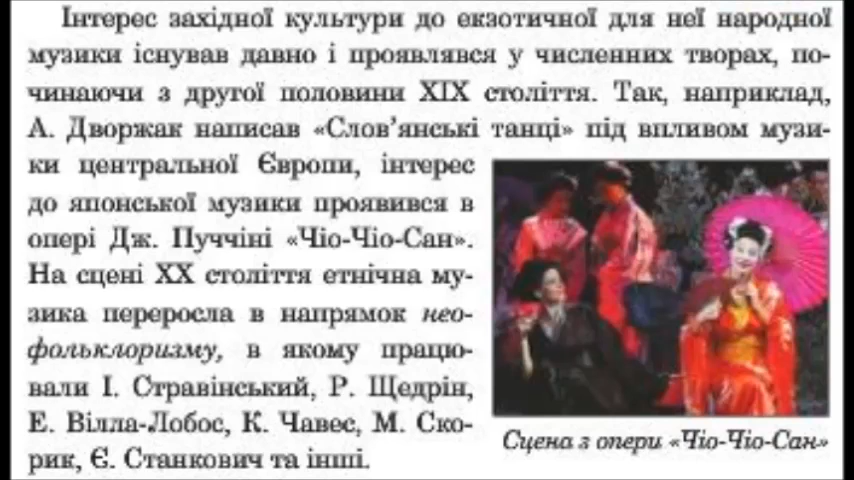 Інтерес західної культури до екзотичної для неї народної
музики існував давно і проявлявся у численних творах, по-
чинаючи з другої половини XIX століття. Так, наприклад,
А. Дворжак написав «Слов’янські танці» під впливом музи-
ки центральної Європи, інтерес
до японської музики проявився в
опері Дж. Пуччіні «Чіо-Чіо-Сан».
На сцені XX століття етнічна му-
зика переросла в напрямок нео-
фольклоризму, в якому працю-
вали І. Стравінський, Р. Щедрін,
Е. Вілла-Лобос, К. Чавес, М. Ско-
рик, Є. Станкович та інші.
Сцена з опери «Чіо-Чіо-Сан»